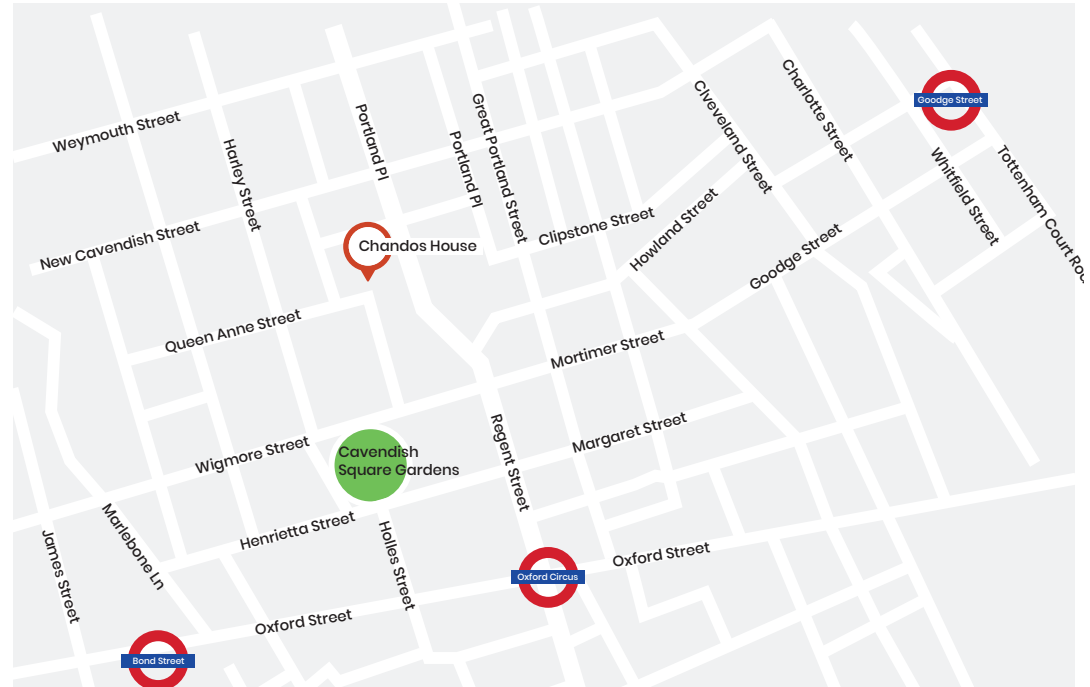 Goodge Street
Charlotte Street
Clveveland Street
Weymouth Street
Portland Pl
Great Portland Street
Portland Pl
Harley Street
Whitfield Street
Tottenham Court Roa
New Cavendish Street
Chandos House
Clipstone Street
Howland Street
Goodge Street
Queen Anne Street
Mortimer Street
Cavendish
Square Gardens
Regent Street
Margaret Street
Wigmore Street
Henrietta Street
Marlebone Ln
James Street
Holles Street
Oxford Circus
Oxford Street
Oxford Street
Bond Street